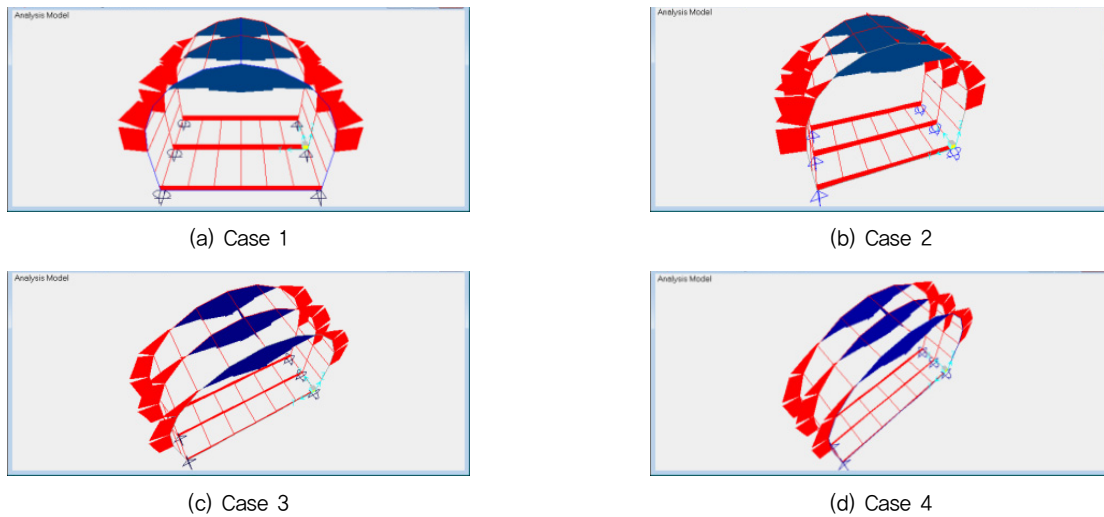 Analysis Model
Analysis Model
(a) Case 1
(b) Case 2
Analysis Model
Analysis Model
(c) Case 3
(d) Case 4